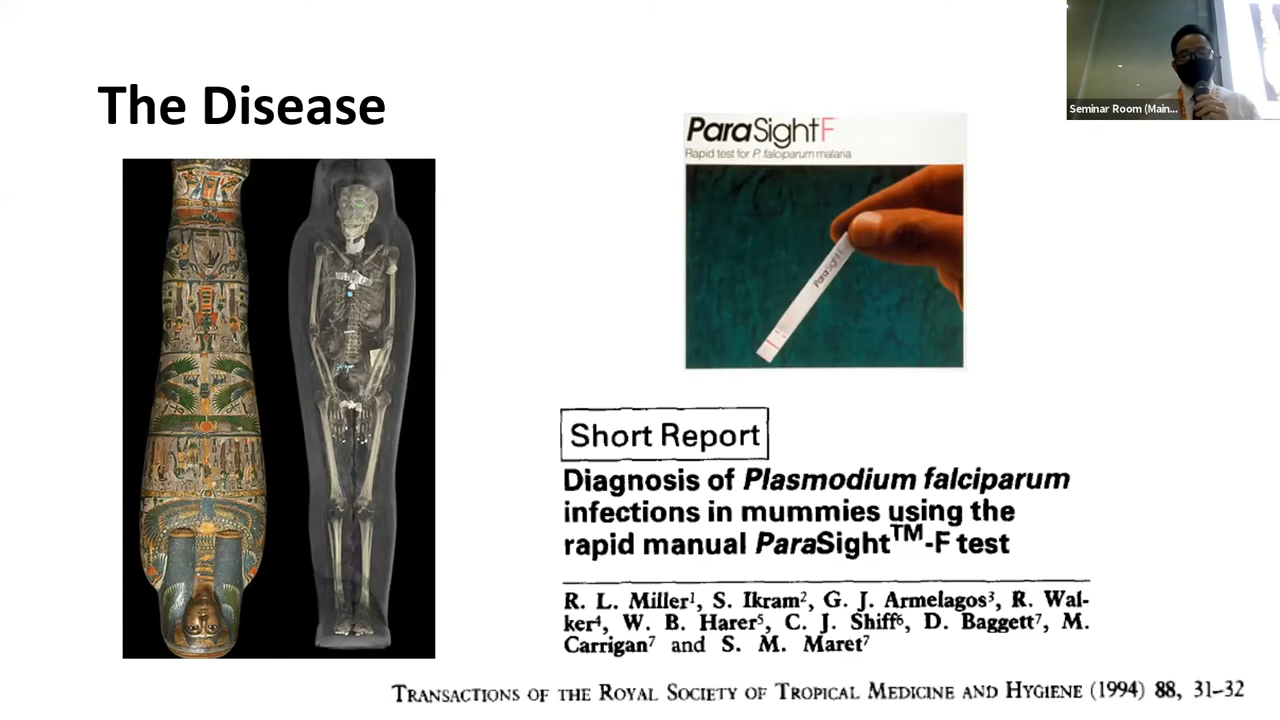 The Disease
Seminar Room (Main...
ParaSightF
Rapid test for P. falciparum malaria
ParaSight F
Short Report
Diagnosis of Plasmodium falciparum
infections in mummies using the
rapid manual ParaSight™-F test
R. L. Miller¹, S. Ikram², G. J. Armelagos³, R. Wal-
ker⁴, W. B. Harer⁵, C. J. Shiff⁶, D. Baggett⁷, M.
Carrigan⁷ and S. M. Maret⁷
TRANSACTIONS OF THE ROYAL SOCIETY OF TROPICAL MEDICINE AND HYGIENE (1994) 88, 31–32